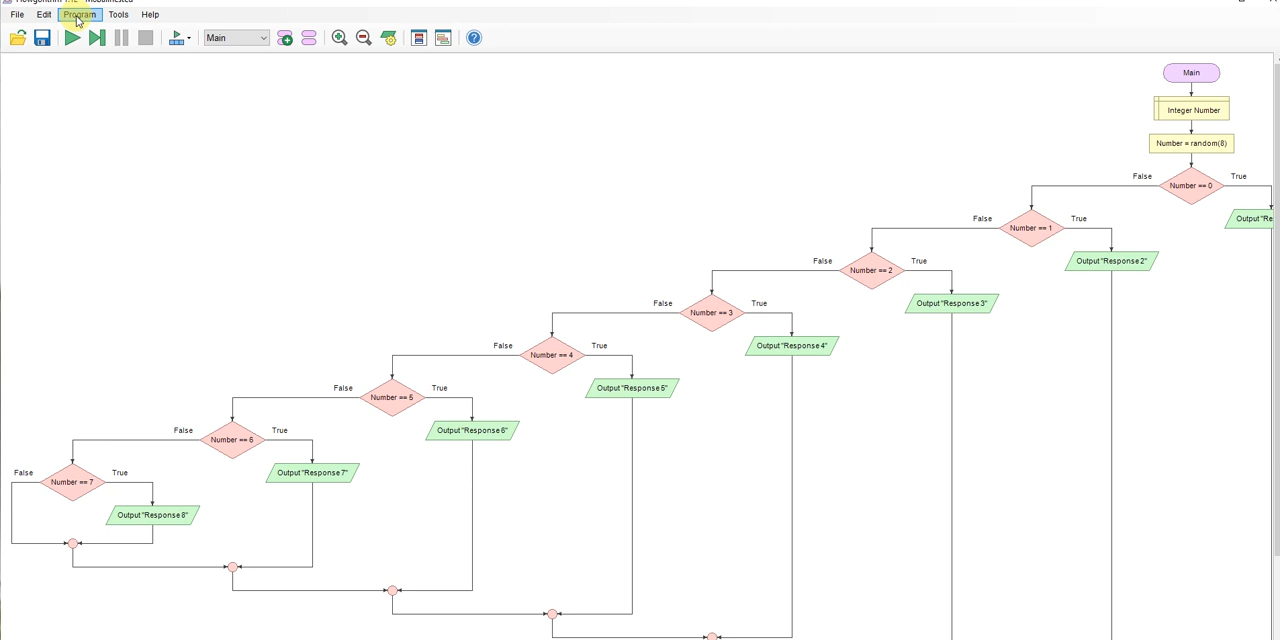 File Edit Program Tools Help
Main
Main
Integer Number
Number = random(8)
False
True
Number == 0
Output "Re
False
True
Number == 1
Output "Response 2"
False
True
Number == 2
Output "Response 3"
False
True
Number == 3
Output "Response 4"
False
True
Number == 4
Output "Response 5"
False
True
Number == 5
Output "Response 6"
False
True
Number == 6
Output "Response 7"
False
True
Number == 7
Output "Response 8"